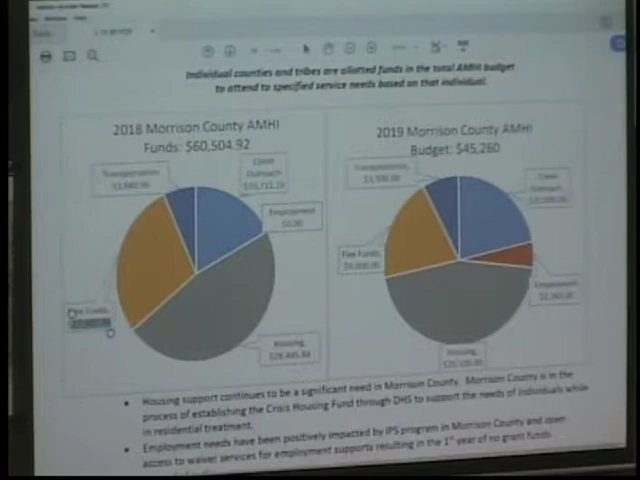 Individual counties and tribes are allotted funds in the total AMHI budget
to attend to specified service needs based on that individual.
2018 Morrison County AMHI
Funds: $60,504.92
Transportation,
Client
Outreach,
Employment,
$0.00
Flex Funds,
Housing,
2019 Morrison County AMHI
Budget: $45,260
Transportation,
Client
Outreach,
Flex Funds,
$9,000.00
Employment,
Housing,
• Housing support continues to be a significant need in Morrison County. Morrison County is in the
process of establishing the Crisis Housing Fund through DHS to support the needs of individuals while
in residential treatment.
• Employment needs have been positively impacted by IPS program in Morrison County and open
access to waiver services for employment supports resulting in the 1st year of no grant funds